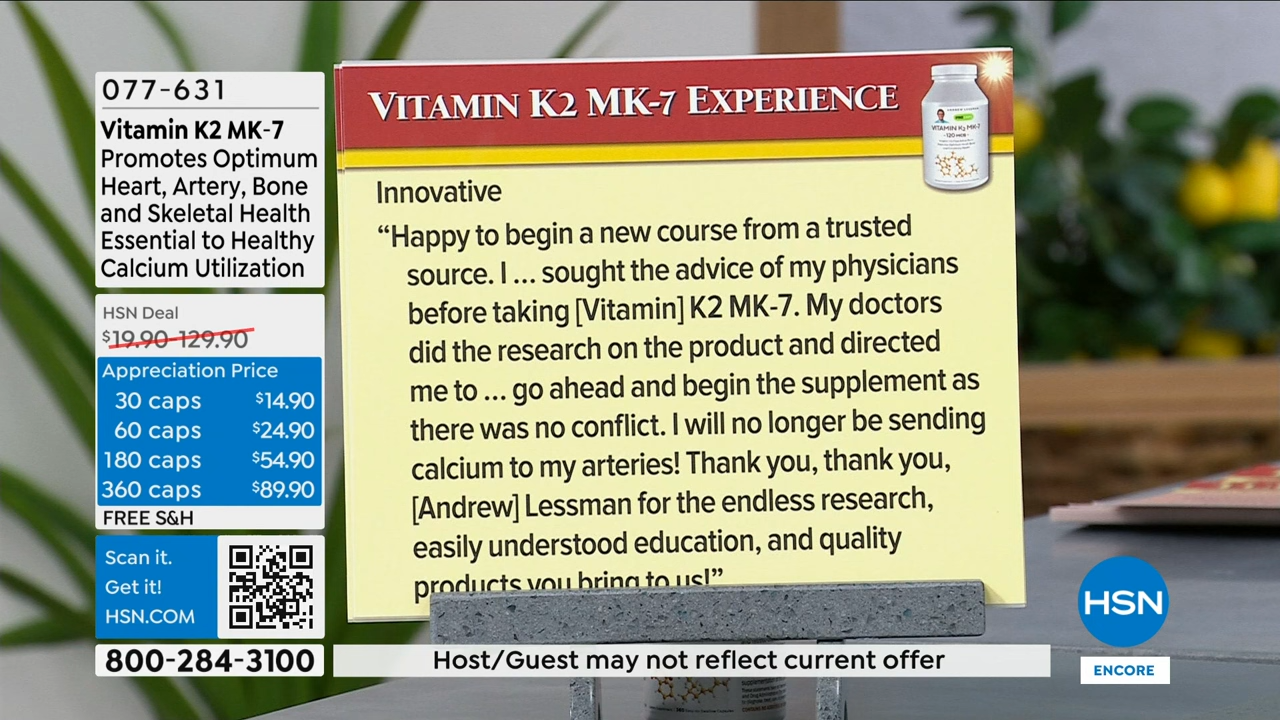 077-631
Vitamin K2 MK-7
Promotes Optimum
Heart, Artery, Bone
and Skeletal Health
Essential to Healthy
Calcium Utilization
HSN Deal
$19.90-129.90
Appreciation Price
30 caps $14.90
60 caps $24.90
180 caps $54.90
360 caps $89.90
FREE S&H
Scan it.
Get it!
HSN.COM
800-284-3100
VITAMIN K2 MK-7 EXPERIENCE
VITAMIN K2 MK-7
120 MCG
Innovative
“Happy to begin a new course from a trusted
source. I ... sought the advice of my physicians
before taking [Vitamin] K2 MK-7. My doctors
did the research on the product and directed
me to ... go ahead and begin the supplement as
there was no conflict. I will no longer be sending
calcium to my arteries! Thank you, thank you,
[Andrew] Lessman for the endless research,
easily understood education, and quality
products you bring to us!”
Host/Guest may not reflect current offer
HSN
ENCORE